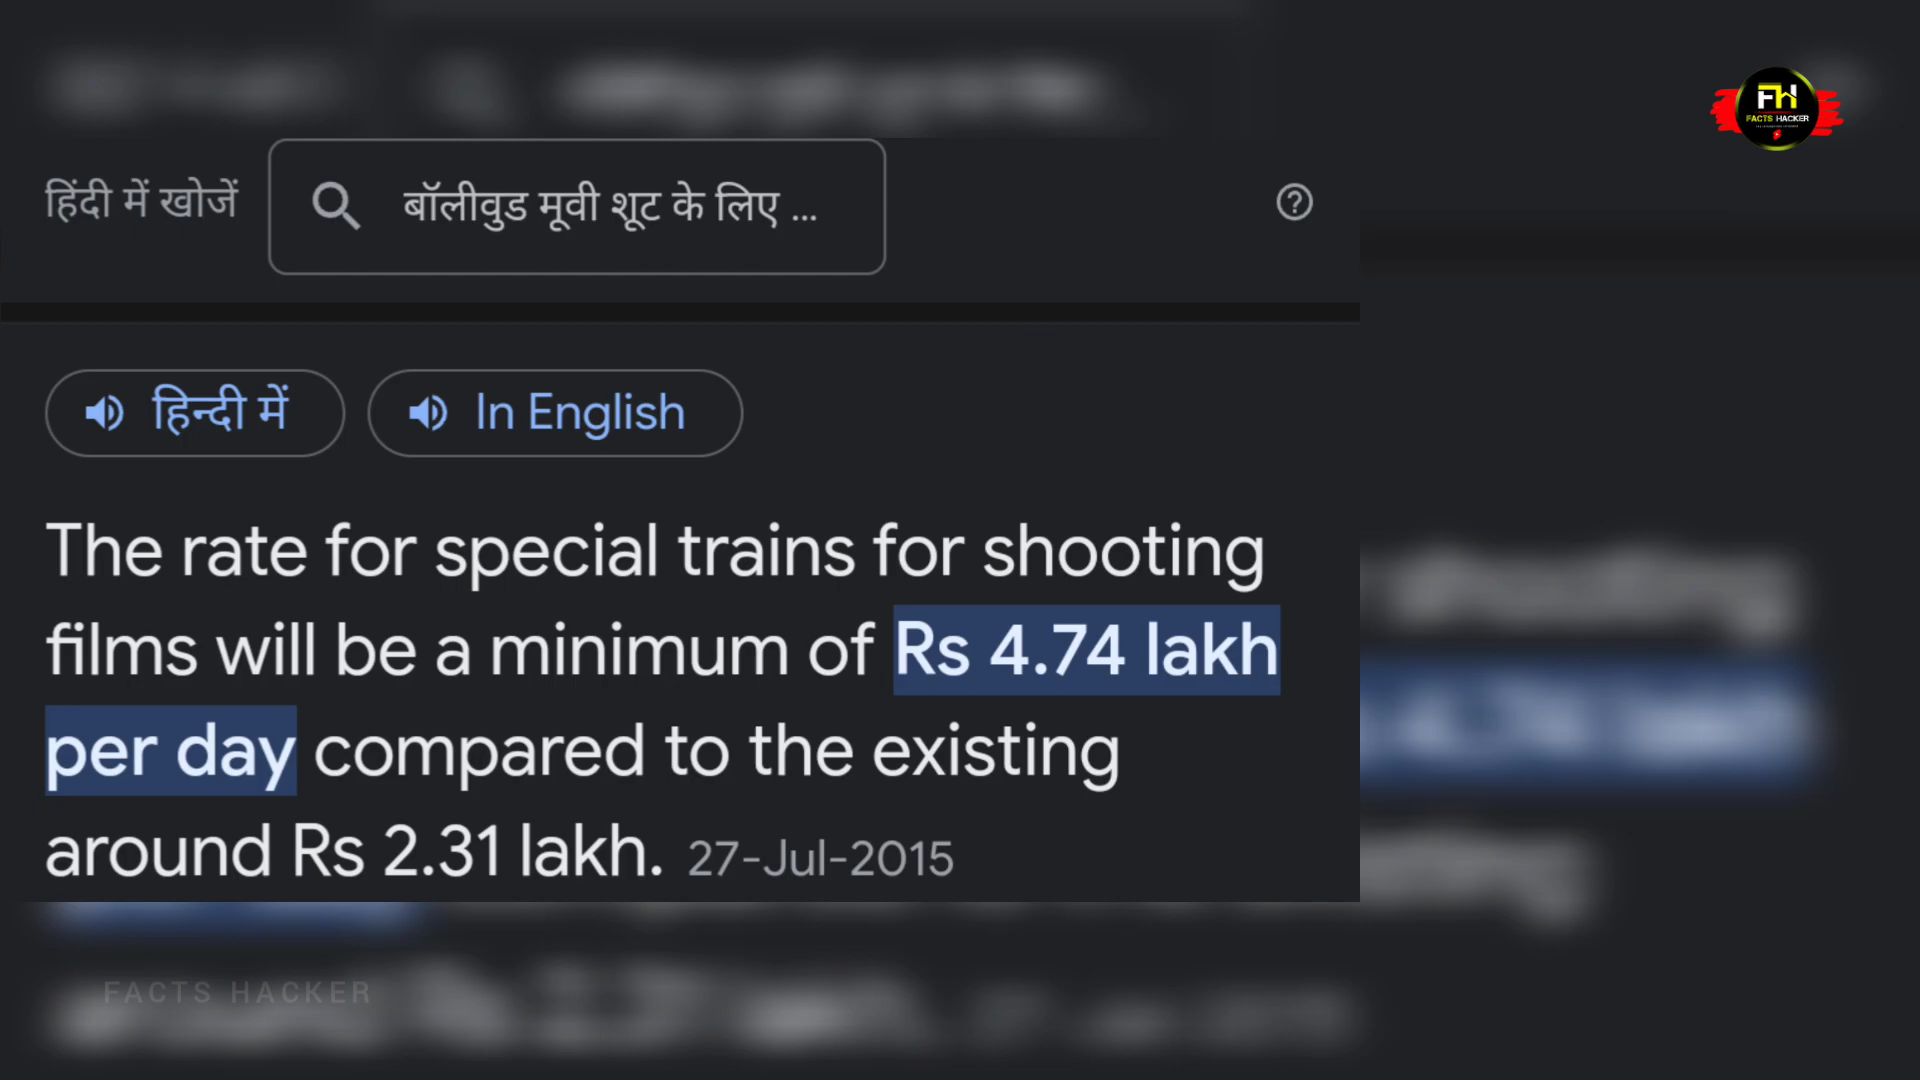 FH
FACTS HACKER
हिंदी में खोजें
बॉलीवुड मूवी शूट के लिए ...
हिन्दी में
In English
The rate for special trains for shooting
films will be a minimum of Rs 4.74 lakh
per day compared to the existing
around Rs 2.31 lakh. 27-Jul-2015
FACTS HACKER